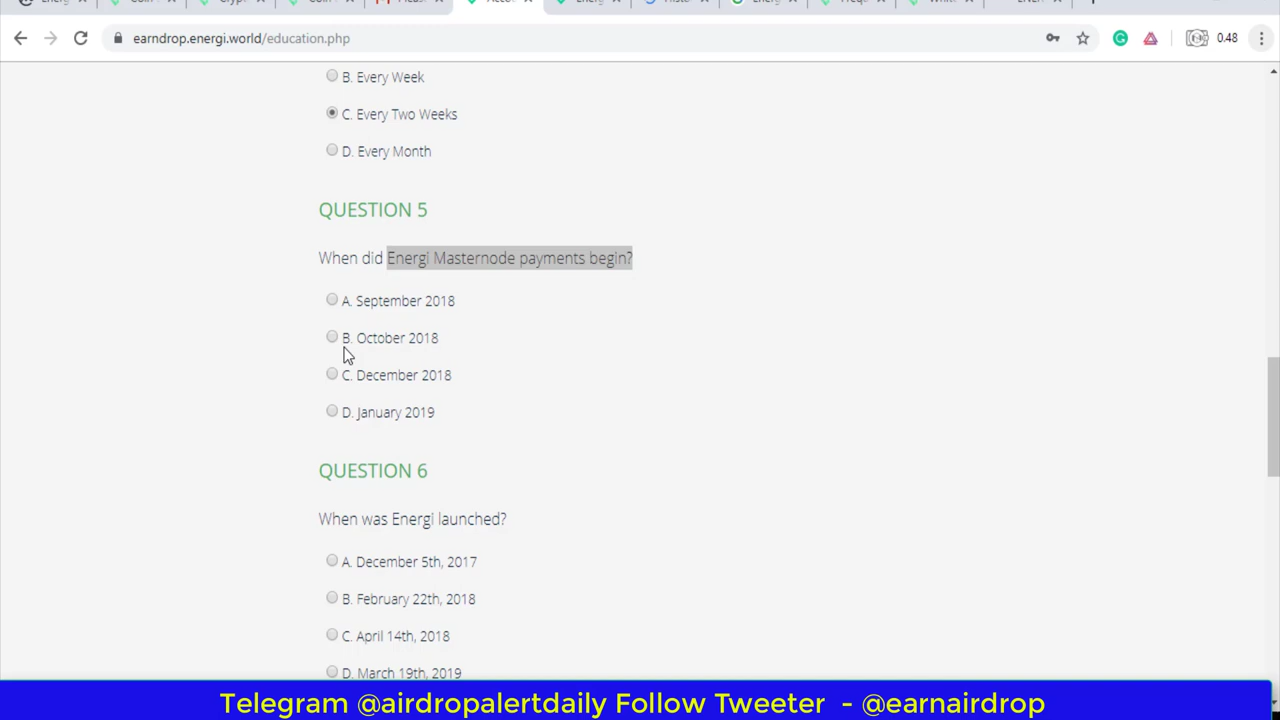 earndrop.energi.world/education.php
0.48
B. Every Week
C. Every Two Weeks
D. Every Month
QUESTION 5
When did Energi Masternode payments begin?
A. September 2018
B. October 2018
C. December 2018
D. January 2019
QUESTION 6
When was Energi launched?
A. December 5th, 2017
B. February 22th, 2018
C. April 14th, 2018
D. March 19th, 2019
Telegram @airdropalertdaily Follow Tweeter - @earnairdrop